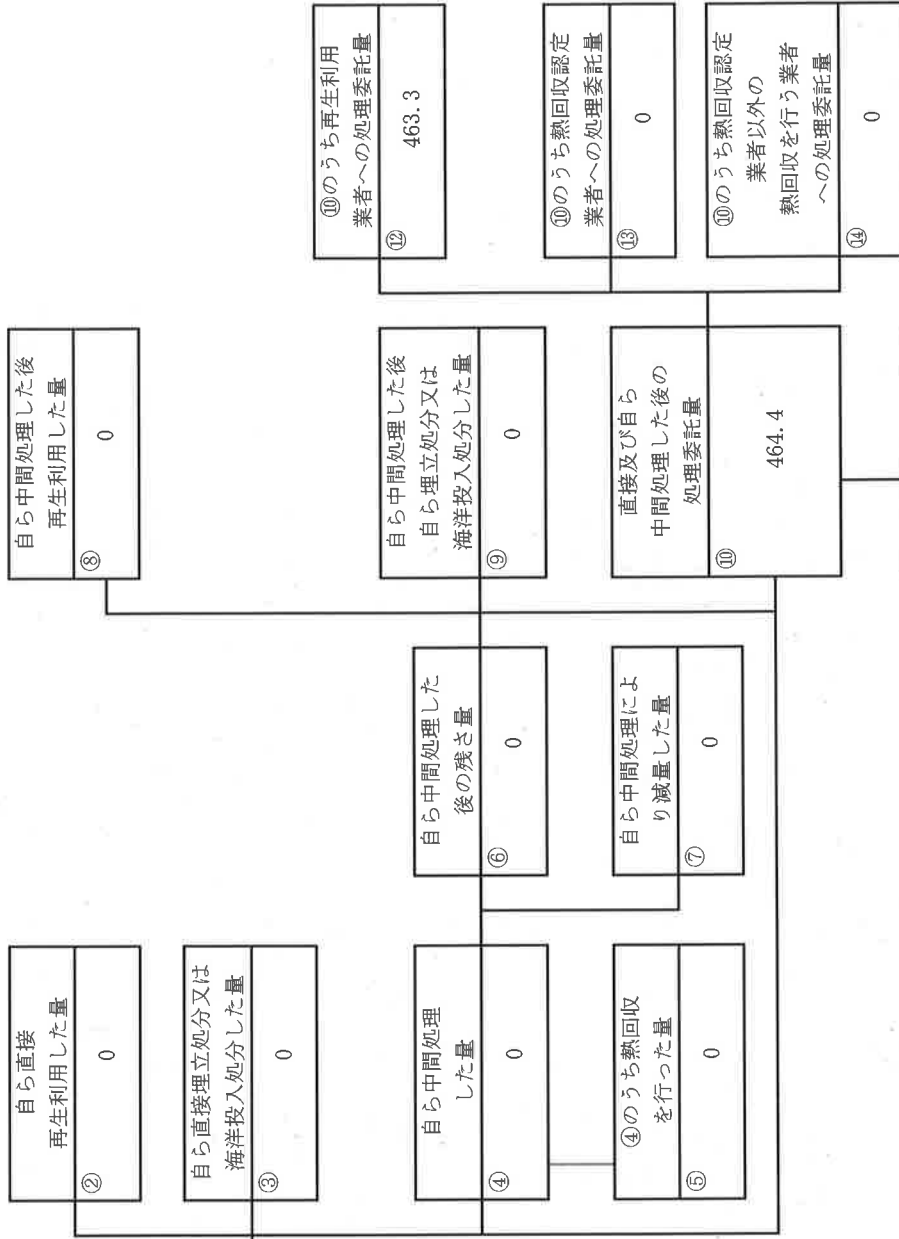 自ら直接
再生利用した量
②
0
自ら直接埋立処分又は
海洋投入処分した量
③
0
自ら中間処理
した量
④
0
④のうち熱回収
を行った量
⑤
0
自ら中間処理した
後の残さ量
⑥
0
自ら中間処理によ
り減量した量
⑦
0
自ら中間処理した後
再生利用した量
⑧
0
自ら中間処理した後
自ら埋立処分又は
海洋投入処分した量
⑨
0
直接及び自ら
中間処理した後の
処理委託量
⑩
464.4
⑩のうち再生利用
業者への処理委託量
⑫
463.3
⑩のうち熱回収認定
業者への処理委託量
⑬
0
⑩のうち熱回収認定
業者以外の
熱回収を行う業者
への処理委託量
⑭
0